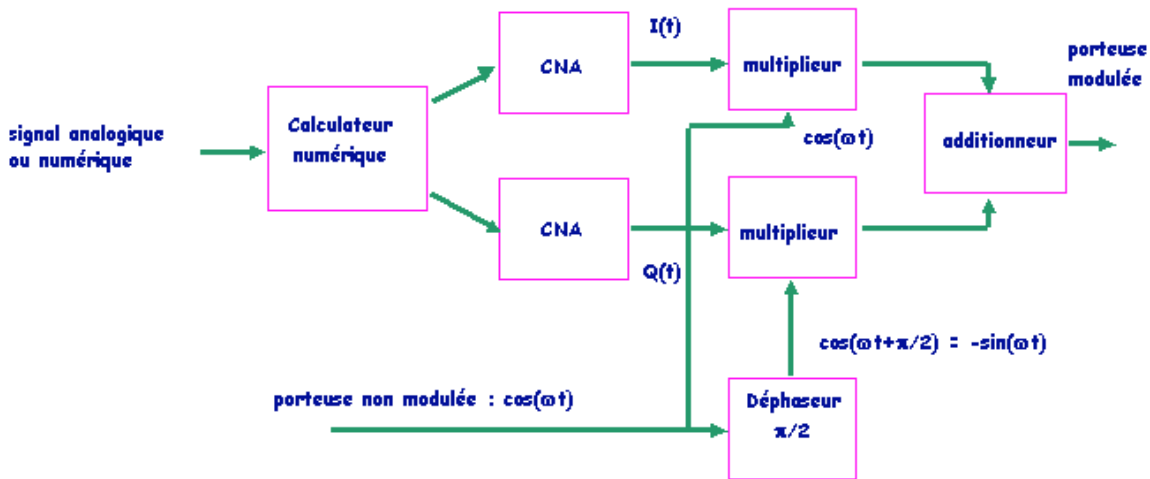 I(t)
CNA
multiplieur
porteuse
modulée
signal analogique
ou numérique
Calculateur
numérique
cos(ωt)
additionneur
CNA
multiplieur
Q(t)
cos(ωt+π/2) = -sin(ωt)
porteuse non modulée : cos(ωt)
Déphaseur
π/2